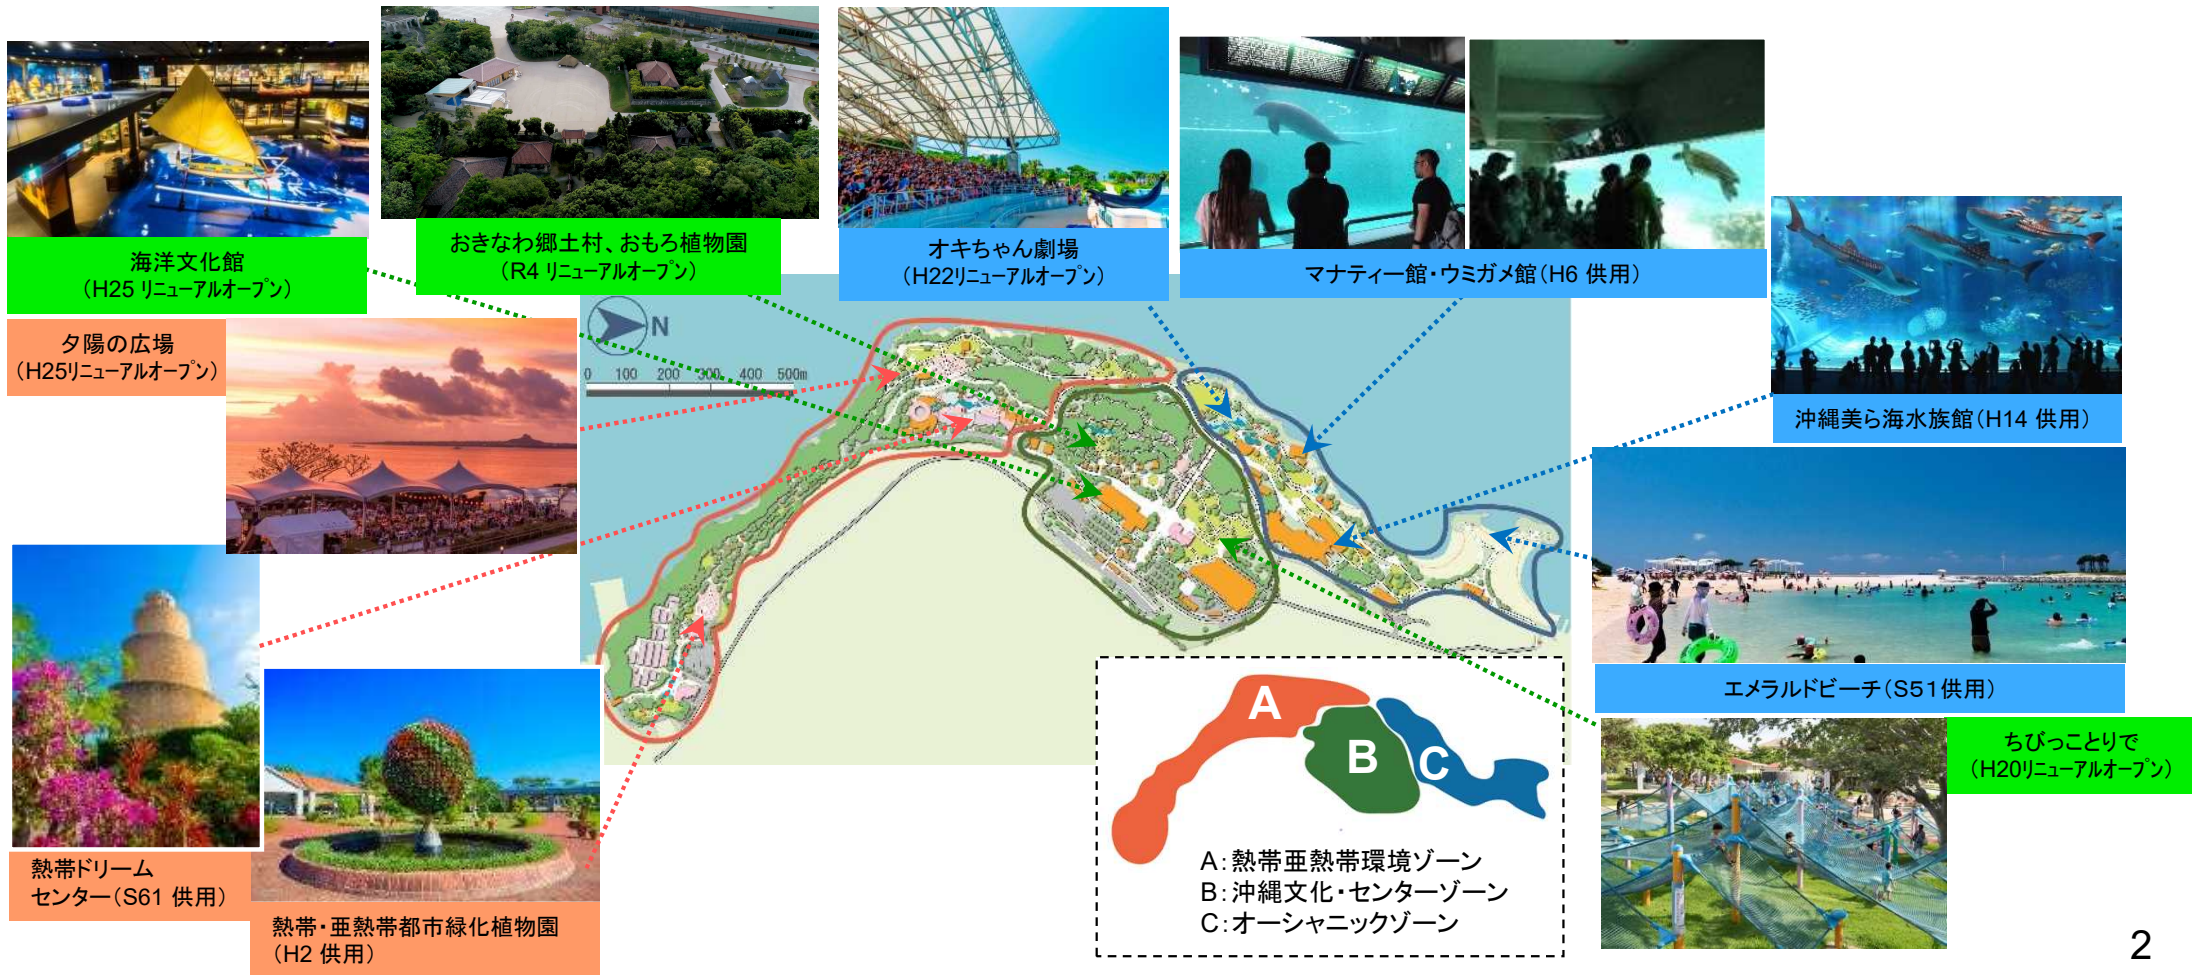 海洋文化館
(H25 リニューアルオープン)
おきなわ郷土村、おもろ植物園
(R4 リニューアルオープン)
オキちゃん劇場
(H22リニューアルオープン)
マナティー館・ウミガメ館(H6 供用)
沖縄美ら海水族館(H14 供用)
夕陽の広場
(H25リニューアルオープン)
N
0 100 200 300 400 500m
エメラルドビーチ(S51供用)
ちびっことりで
(H20リニューアルオープン)
熱帯ドリーム
センター(S61 供用)
熱帯・亜熱帯都市緑化植物園
(H2 供用)
A
B
C
A:熱帯亜熱帯環境ゾーン
B:沖縄文化・センターゾーン
C:オーシャニックゾーン
2